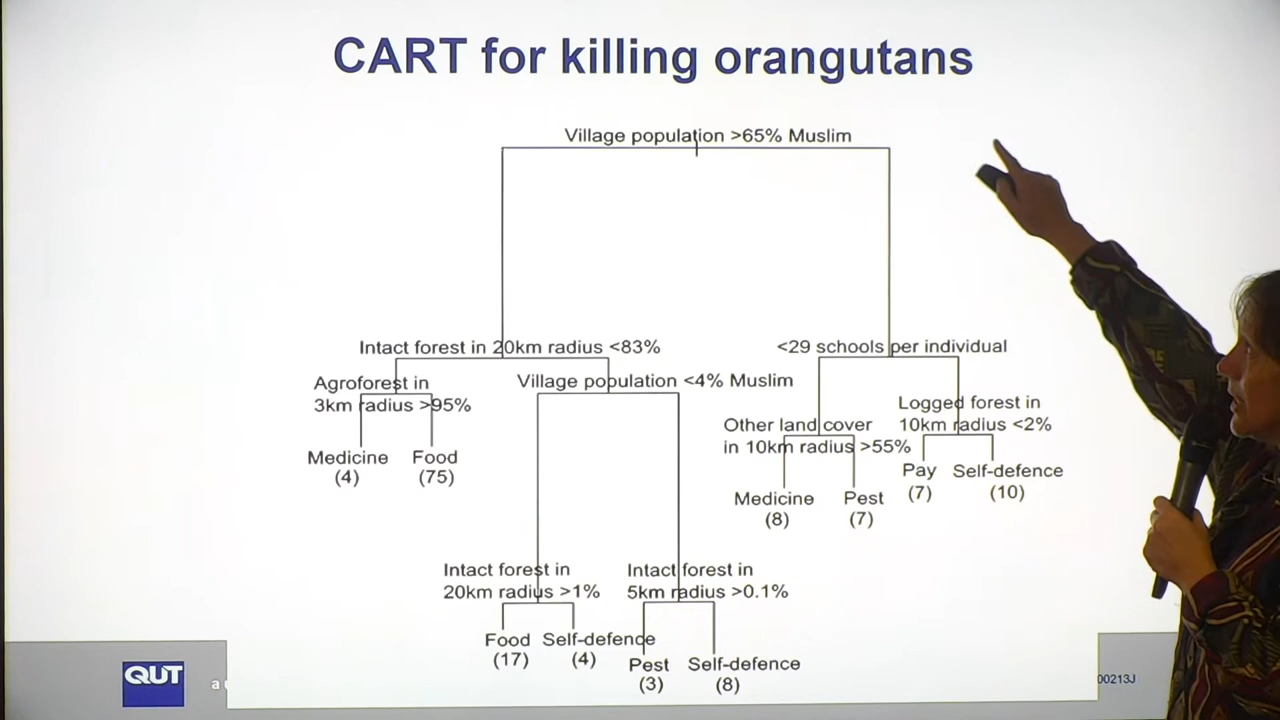 CART for killing orangutans
Village population >65% Muslim
Intact forest in 20km radius <83%
<29 schools per individual
Agroforest in
3km radius >95%
Village population <4% Muslim
Logged forest in
10km radius <2%
Other land cover
in 10km radius >55%
Medicine
(4)
Food
(75)
Pay
(7)
Self-defence
(10)
Medicine
(8)
Pest
(7)
Intact forest in
20km radius >1%
Intact forest in
5km radius >0.1%
Food
(17)
Self-defence
(4)
Pest
(3)
Self-defence
(8)
QUT
a
00213J